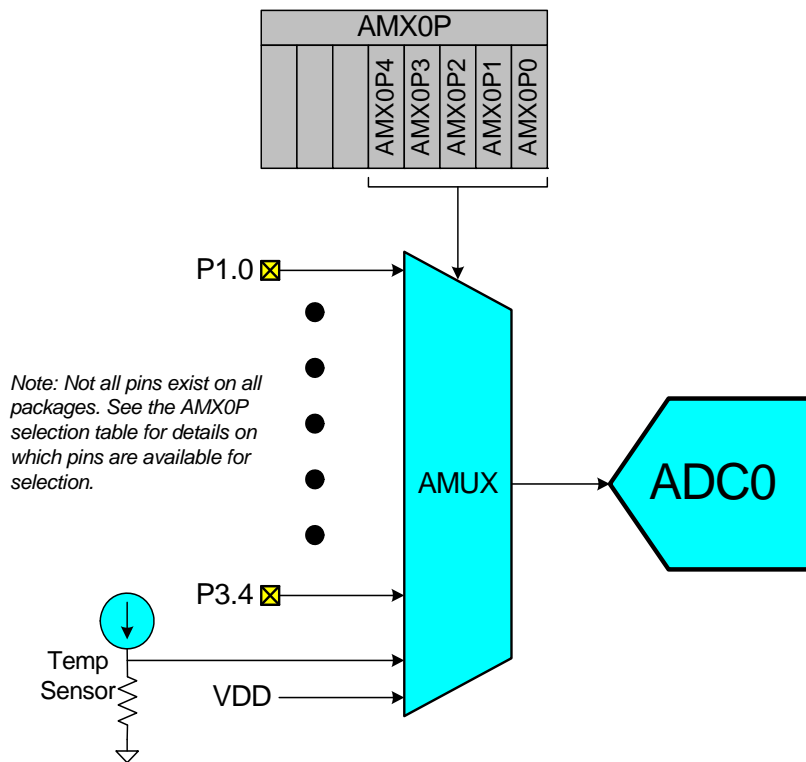 AMX0P
AMX0P4
AMX0P3
AMX0P2
AMX0P1
AMX0P0
P1.0
Note: Not all pins exist on all
packages. See the AMX0P
selection table for details on
which pins are available for
selection.
AMUX
ADC0
P3.4
Temp
Sensor
VDD